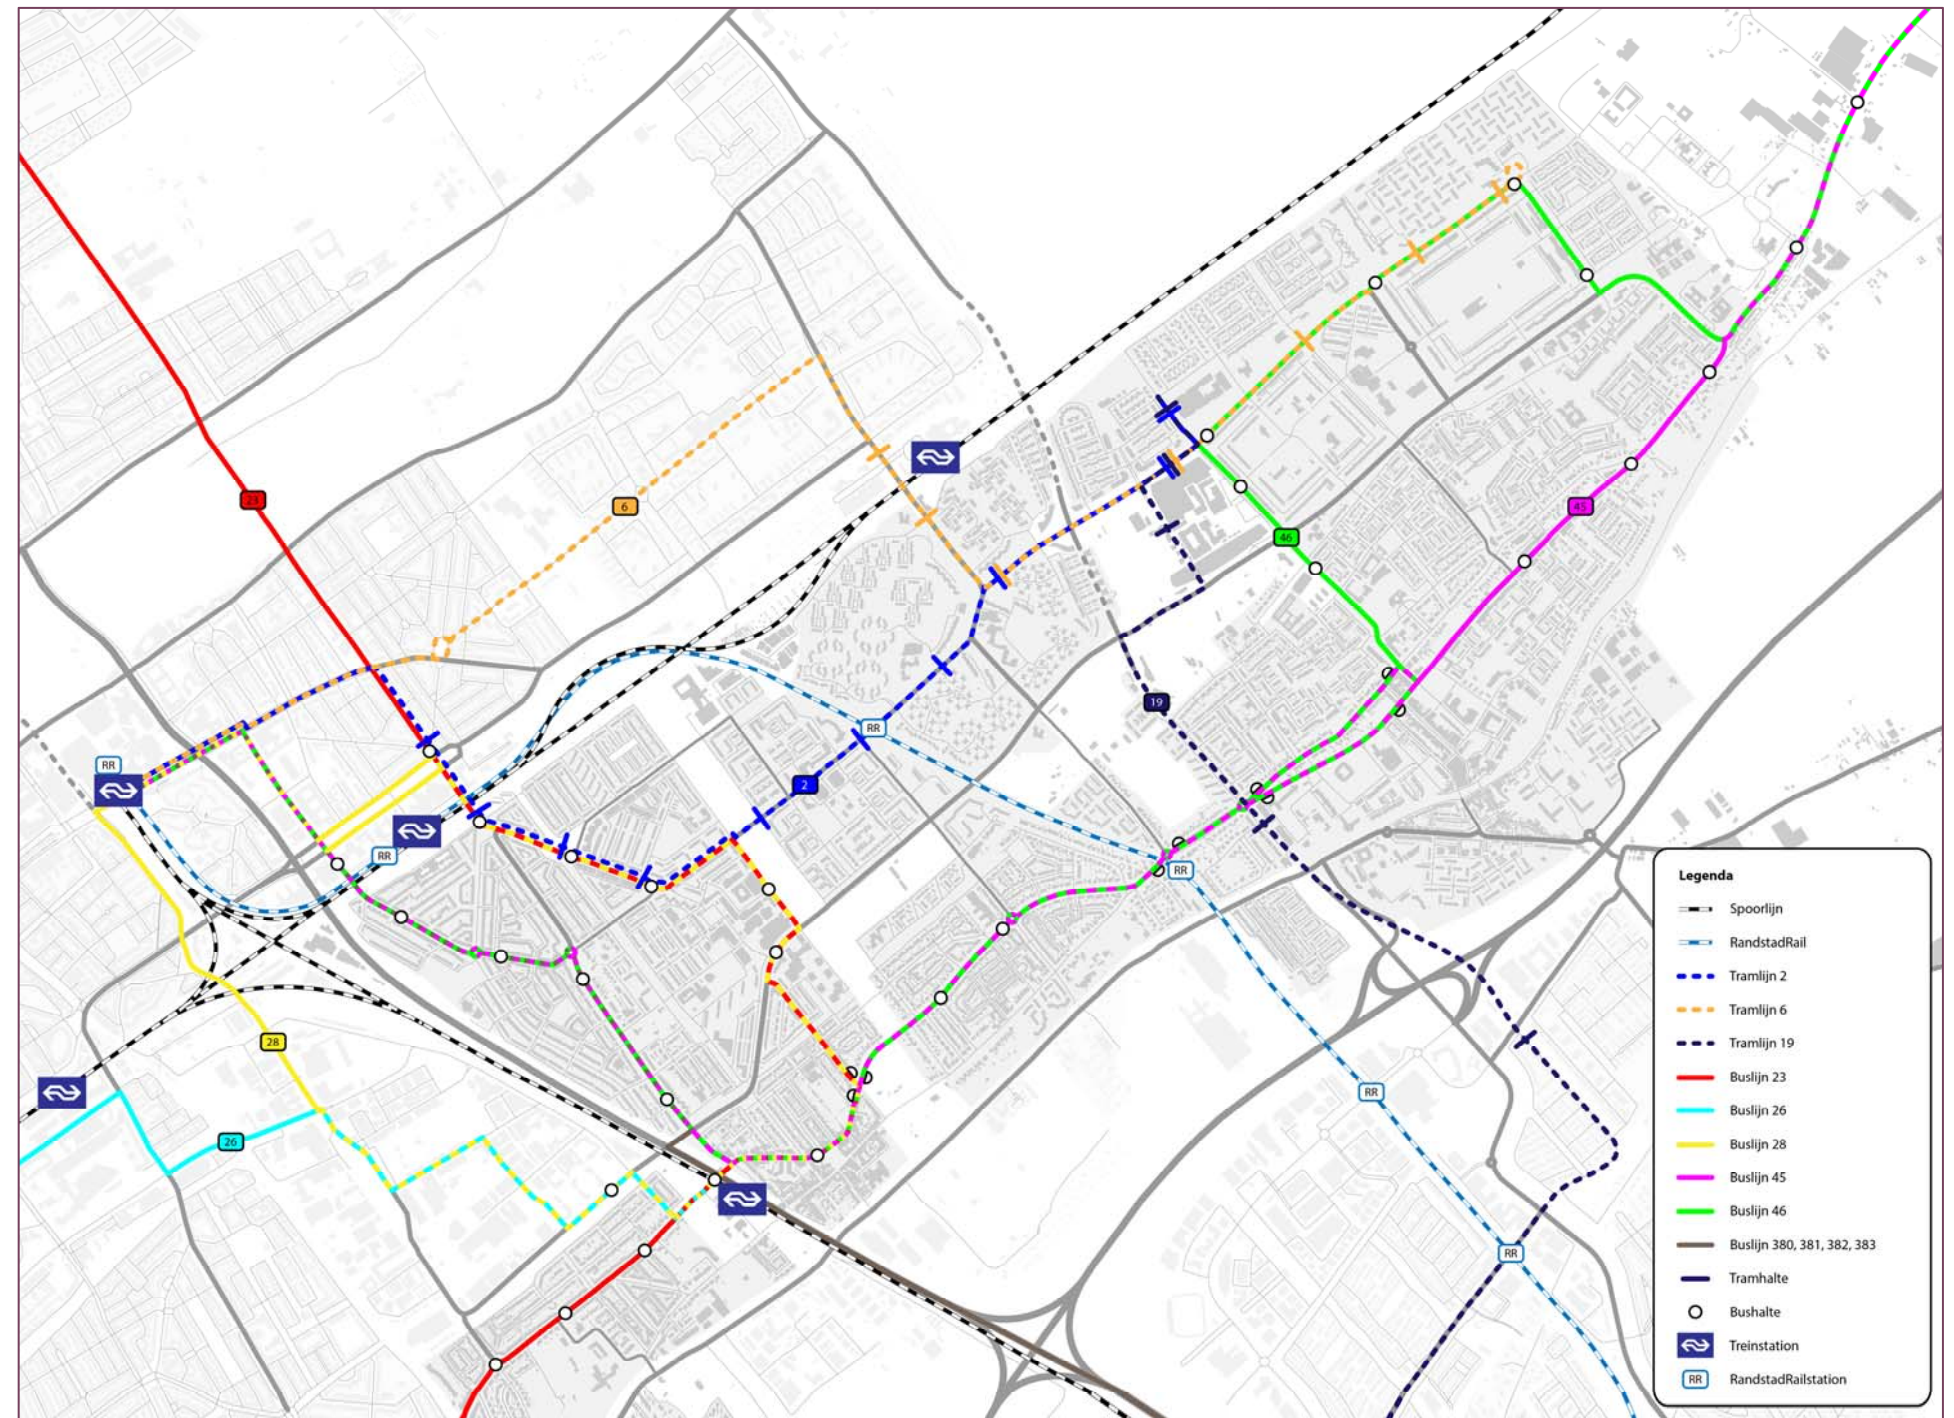 23
6
46
45
RR
19
2
RR
RR
RR
28
26
RR
RR
Legenda
Spoorlijn
RandstadRail
Tramlijn 2
Tramlijn 6
Tramlijn 19
Buslijn 23
Buslijn 26
Buslijn 28
Buslijn 45
Buslijn 46
Buslijn 380, 381, 382, 383
Tramhalte
Bushalte
Treinstation
RR RandstadRailstation